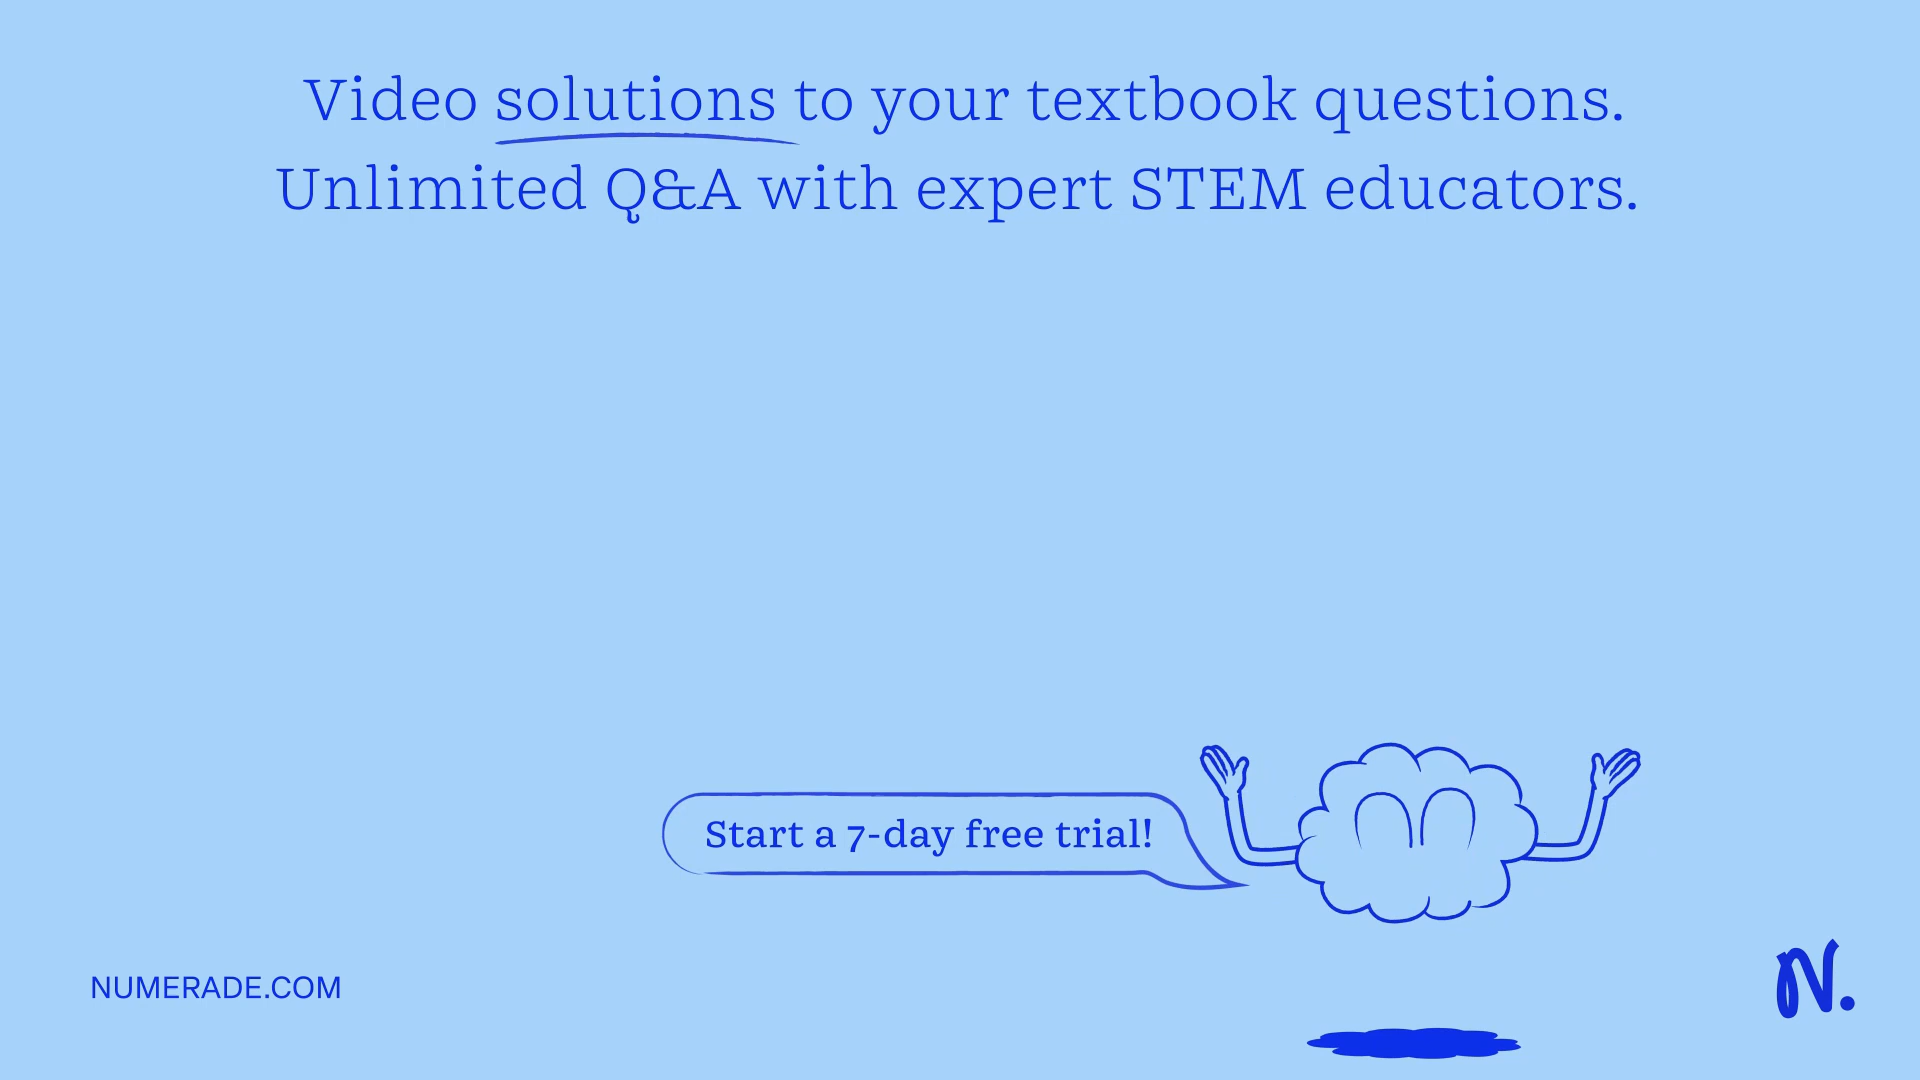 Video solutions to your textbook questions.
Unlimited Q&A with expert STEM educators.
Start a 7-day free trial!
NUMERADE.COM
N.